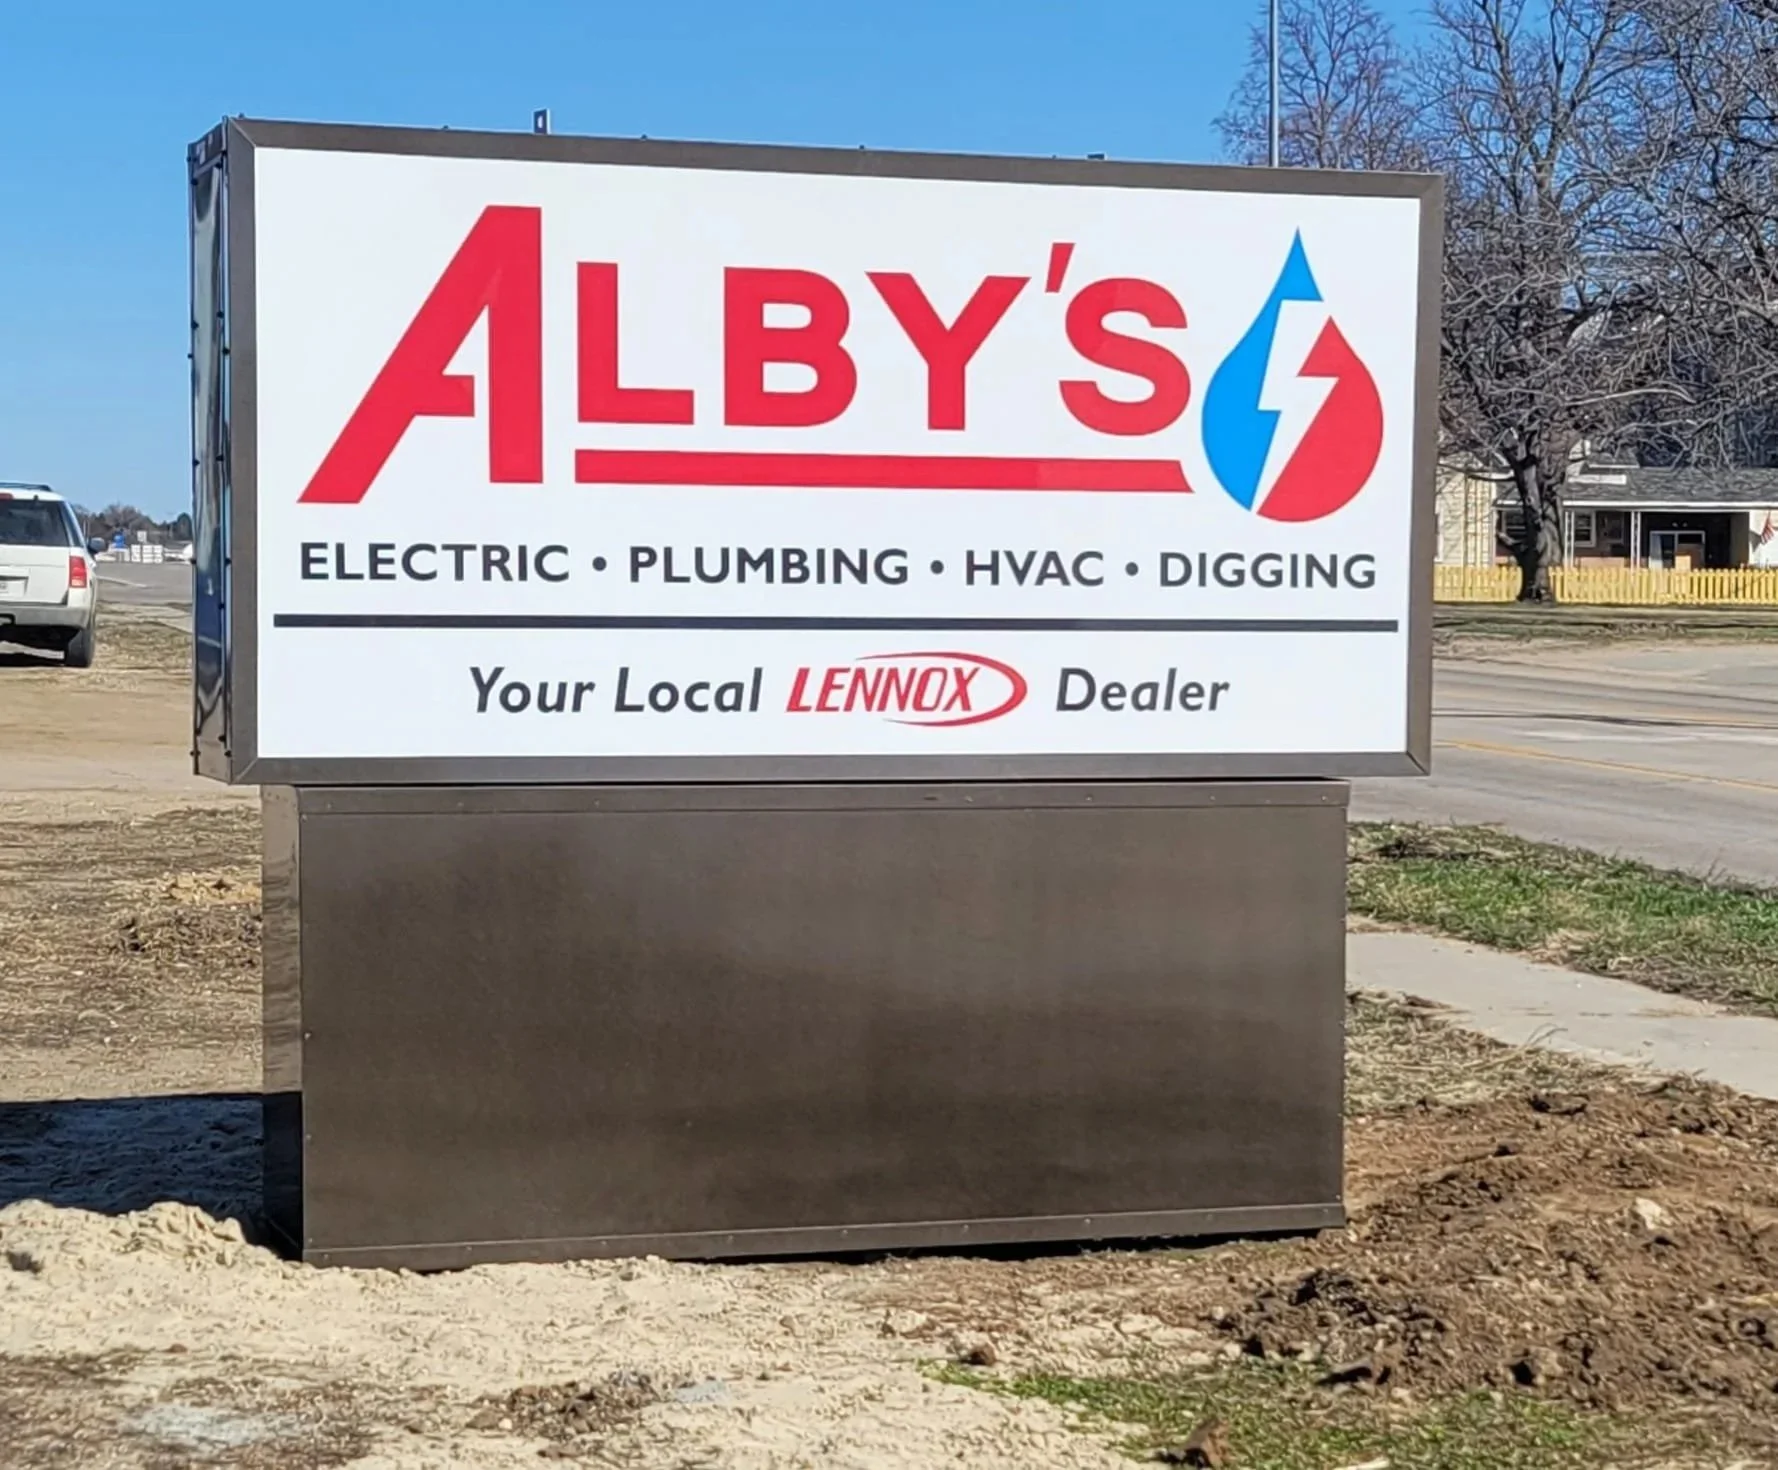 ALBY'S
ELECTRIC • PLUMBING • HVAC • DIGGING
Your Local LENNOX Dealer